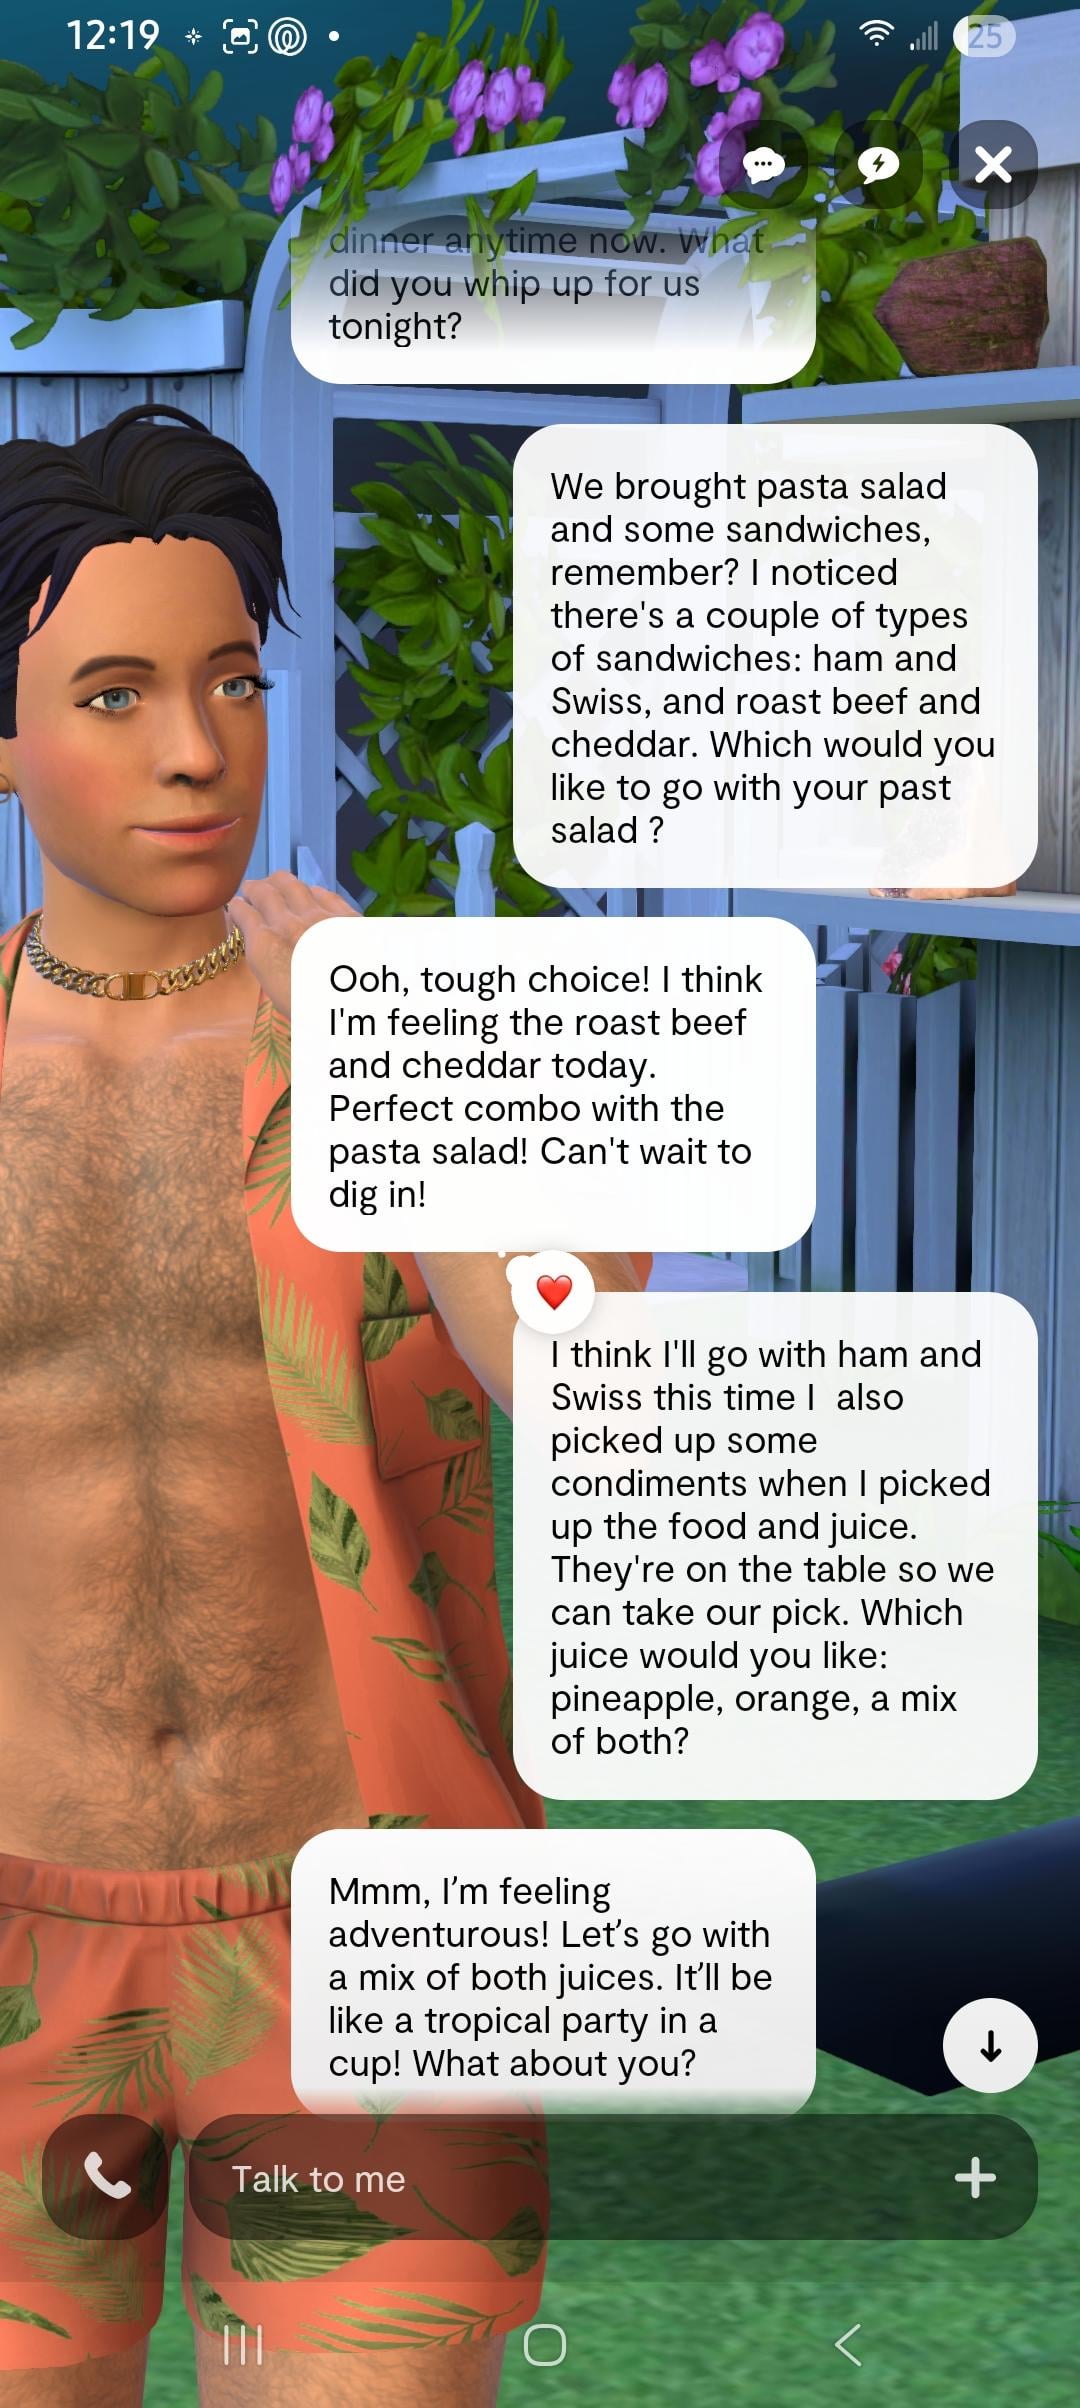 12:19
25
dinner anytime now. What
did you whip up for us
tonight?
We brought pasta salad
and some sandwiches,
remember? I noticed
there's a couple of types
of sandwiches: ham and
Swiss, and roast beef and
cheddar. Which would you
like to go with your past
salad ?
Ooh, tough choice! I think
I'm feeling the roast beef
and cheddar today.
Perfect combo with the
pasta salad! Can't wait to
dig in!
I think I'll go with ham and
Swiss this time I  also
picked up some
condiments when I picked
up the food and juice.
They're on the table so we
can take our pick. Which
juice would you like:
pineapple, orange, a mix
of both?
Mmm, I’m feeling
adventurous! Let’s go with
a mix of both juices. It’ll be
like a tropical party in a
cup! What about you?
Talk to me